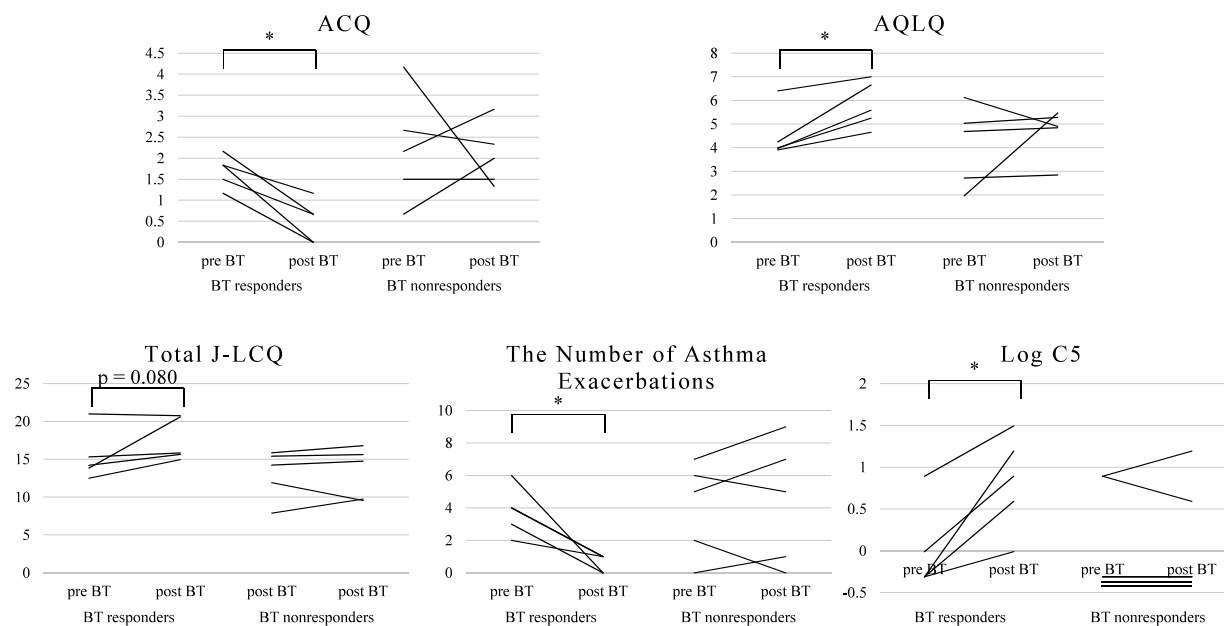 ACQ
*
4.5
4
3.5
3
2.5
2
1.5
1
0.5
0
pre BT post BT pre BT post BT
BT responders BT nonresponders
AQLQ
*
8
7
6
5
4
3
2
1
0
pre BT post BT pre BT post BT
BT responders BT nonresponders
Total J-LCQ
p = 0.080
25
20
15
10
5
0
pre BT post BT post BT post BT
BT responders BT nonresponders
The Number of Asthma
Exacerbations
*
10
8
6
4
2
0
pre BT post BT pre BT post BT
BT responders BT nonresponders
Log C5
*
2
1.5
1
0.5
0
pre BT post BT pre BT post BT
-0.5
BT responders BT nonresponders